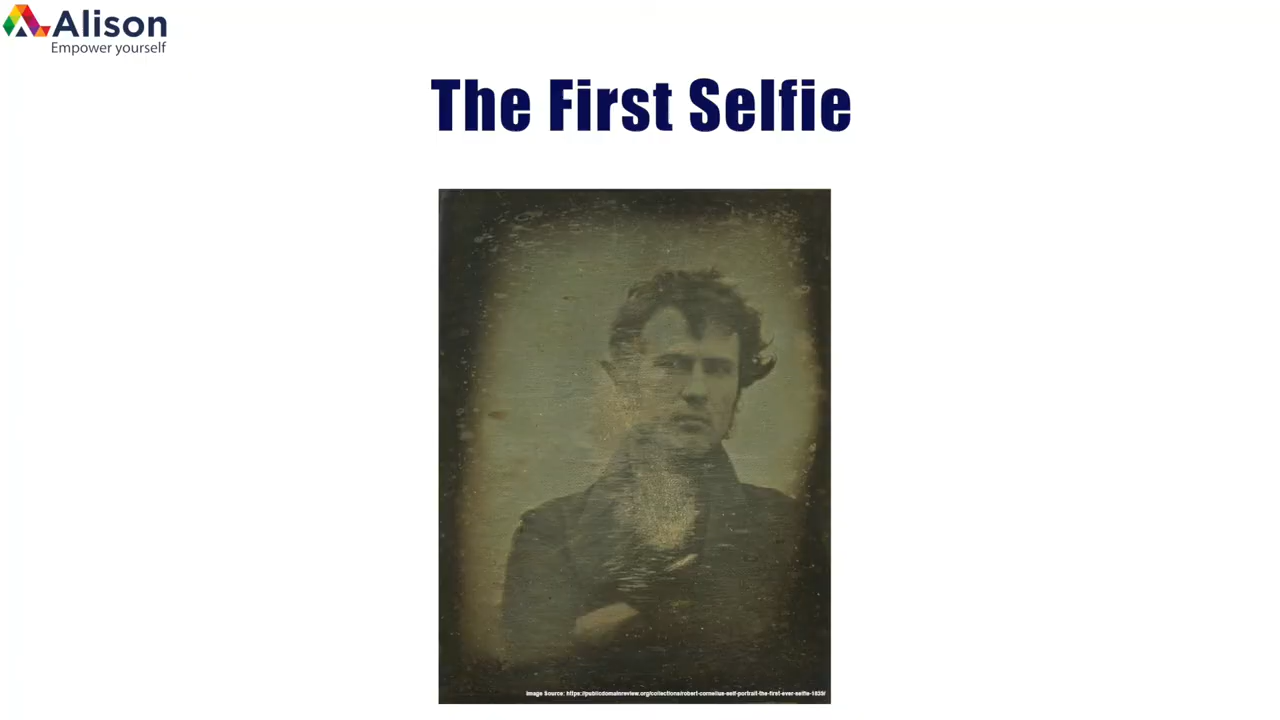 Alison
Empower yourself
The First Selfie
Image Source: https://publicdomainreview.org/collections/robert-cornelius-self-portrait-the-first-ever-selfie-1839/